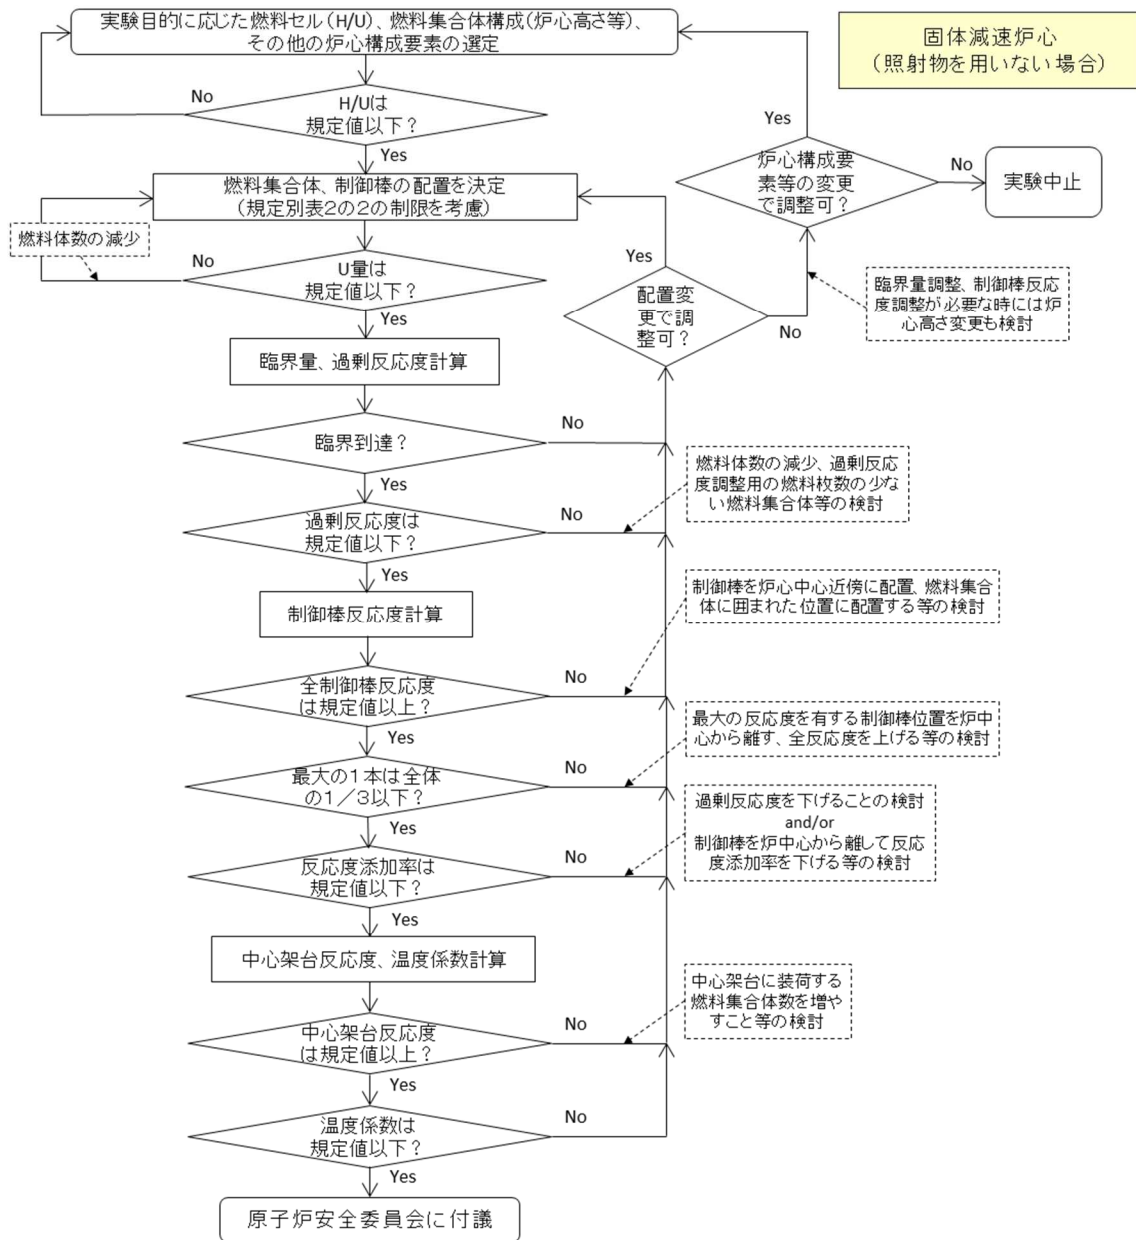 実験目的に応じた燃料セル(H/U)、燃料集合体構成(炉心高さ等)、
その他の炉心構成要素の選定
固体減速炉心
(照射物を用いない場合)
No
H/Uは
規定値以下?
Yes
Yes
炉心構成要
素等の変更
で調整可?
No
実験中止
燃料集合体、制御棒の配置を決定
(規定別表2の2の制限を考慮)
燃料体数の減少
No
U量は
規定値以下?
Yes
Yes
配置変
更で調
整可?
No
臨界量調整、制御棒反応
度調整が必要な時には炉
心高さ変更も検討
臨界量、過剰反応度計算
臨界到達?
No
Yes
燃料体数の減少、過剰反応
度調整用の燃料枚数の少な
い燃料集合体等の検討
過剰反応度は
規定値以下?
No
Yes
制御棒反応度計算
制御棒を炉心中心近傍に配置、燃料集合
体に囲まれた位置に配置する等の検討
全制御棒反応度
は規定値以上?
No
Yes
最大の反応度を有する制御棒位置を炉中
心から離す、全反応度を上げる等の検討
最大の1本は全体
の1/3以下?
No
Yes
過剰反応度を下げることの検討
and/or
制御棒を炉中心から離して反応
度添加率を下げる等の検討
反応度添加率は
規定値以下?
No
Yes
中心架台反応度、温度係数計算
中心架台に装荷する
燃料集合体数を増や
すこと等の検討
中心架台反応度
は規定値以上?
No
Yes
温度係数は
規定値以下?
No
Yes
原子炉安全委員会に付議